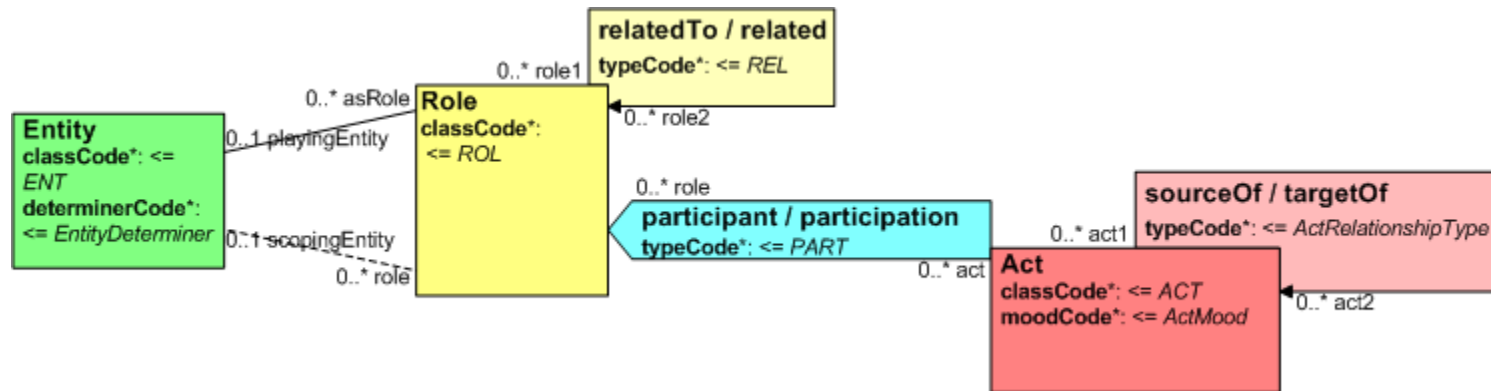 relatedTo / related
typeCode*: <= REL
0..* role1
0..* role2
0..* asRole
Role
classCode*:
<= ROL
Entity
classCode*: <=
ENT
determinerCode*:
<= EntityDeterminer
0..1 playingEntity
0..1 scopingEntity
0..* role
0..* role
participant / participation
typeCode*: <= PART
0..* act
sourceOf / targetOf
typeCode*: <= ActRelationshipType
0..* act1
0..* act2
Act
classCode*: <= ACT
moodCode*: <= ActMood